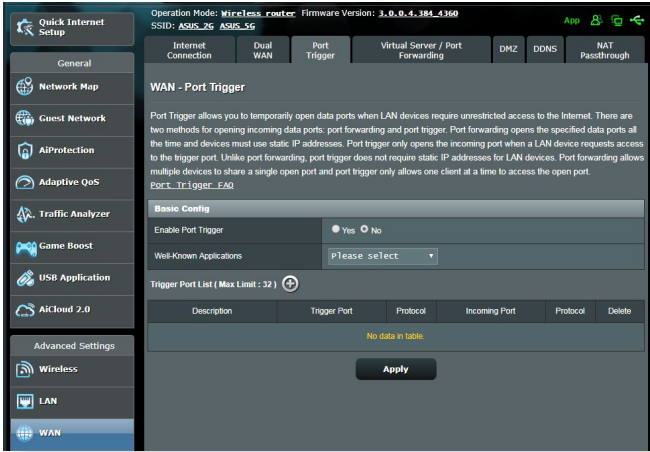 Quick Internet
Setup
Operation Mode: Wireless router Firmware Version: 3.0.0.4.384_4360
SSID: ASUS_2G ASUS_5G
App
Internet
Connection
Dual
WAN
Port
Trigger
Virtual Server / Port
Forwarding
DMZ
DDNS
NAT
Passthrough
General
Network Map
Guest Network
AiProtection
Adaptive QoS
Traffic Analyzer
Game Boost
USB Application
AiCloud 2.0
Advanced Settings
Wireless
LAN
WAN
WAN - Port Trigger
Port Trigger allows you to temporarily open data ports when LAN devices require unrestricted access to the Internet. There are
two methods for opening incoming data ports: port forwarding and port trigger. Port forwarding opens the specified data ports all
the time and devices must use static IP addresses. Port trigger only opens the incoming port when a LAN device requests access
to the trigger port. Unlike port forwarding, port trigger does not require static IP addresses for LAN devices. Port forwarding allows
multiple devices to share a single open port and port trigger only allows one client at a time to access the open port.
Port Trigger FAQ
Basic Config
Enable Port Trigger Yes No
Well-Known Applications Please select
Trigger Port List ( Max Limit : 32 )
Description Trigger Port Protocol Incoming Port Protocol Delete
No data in table.
Apply